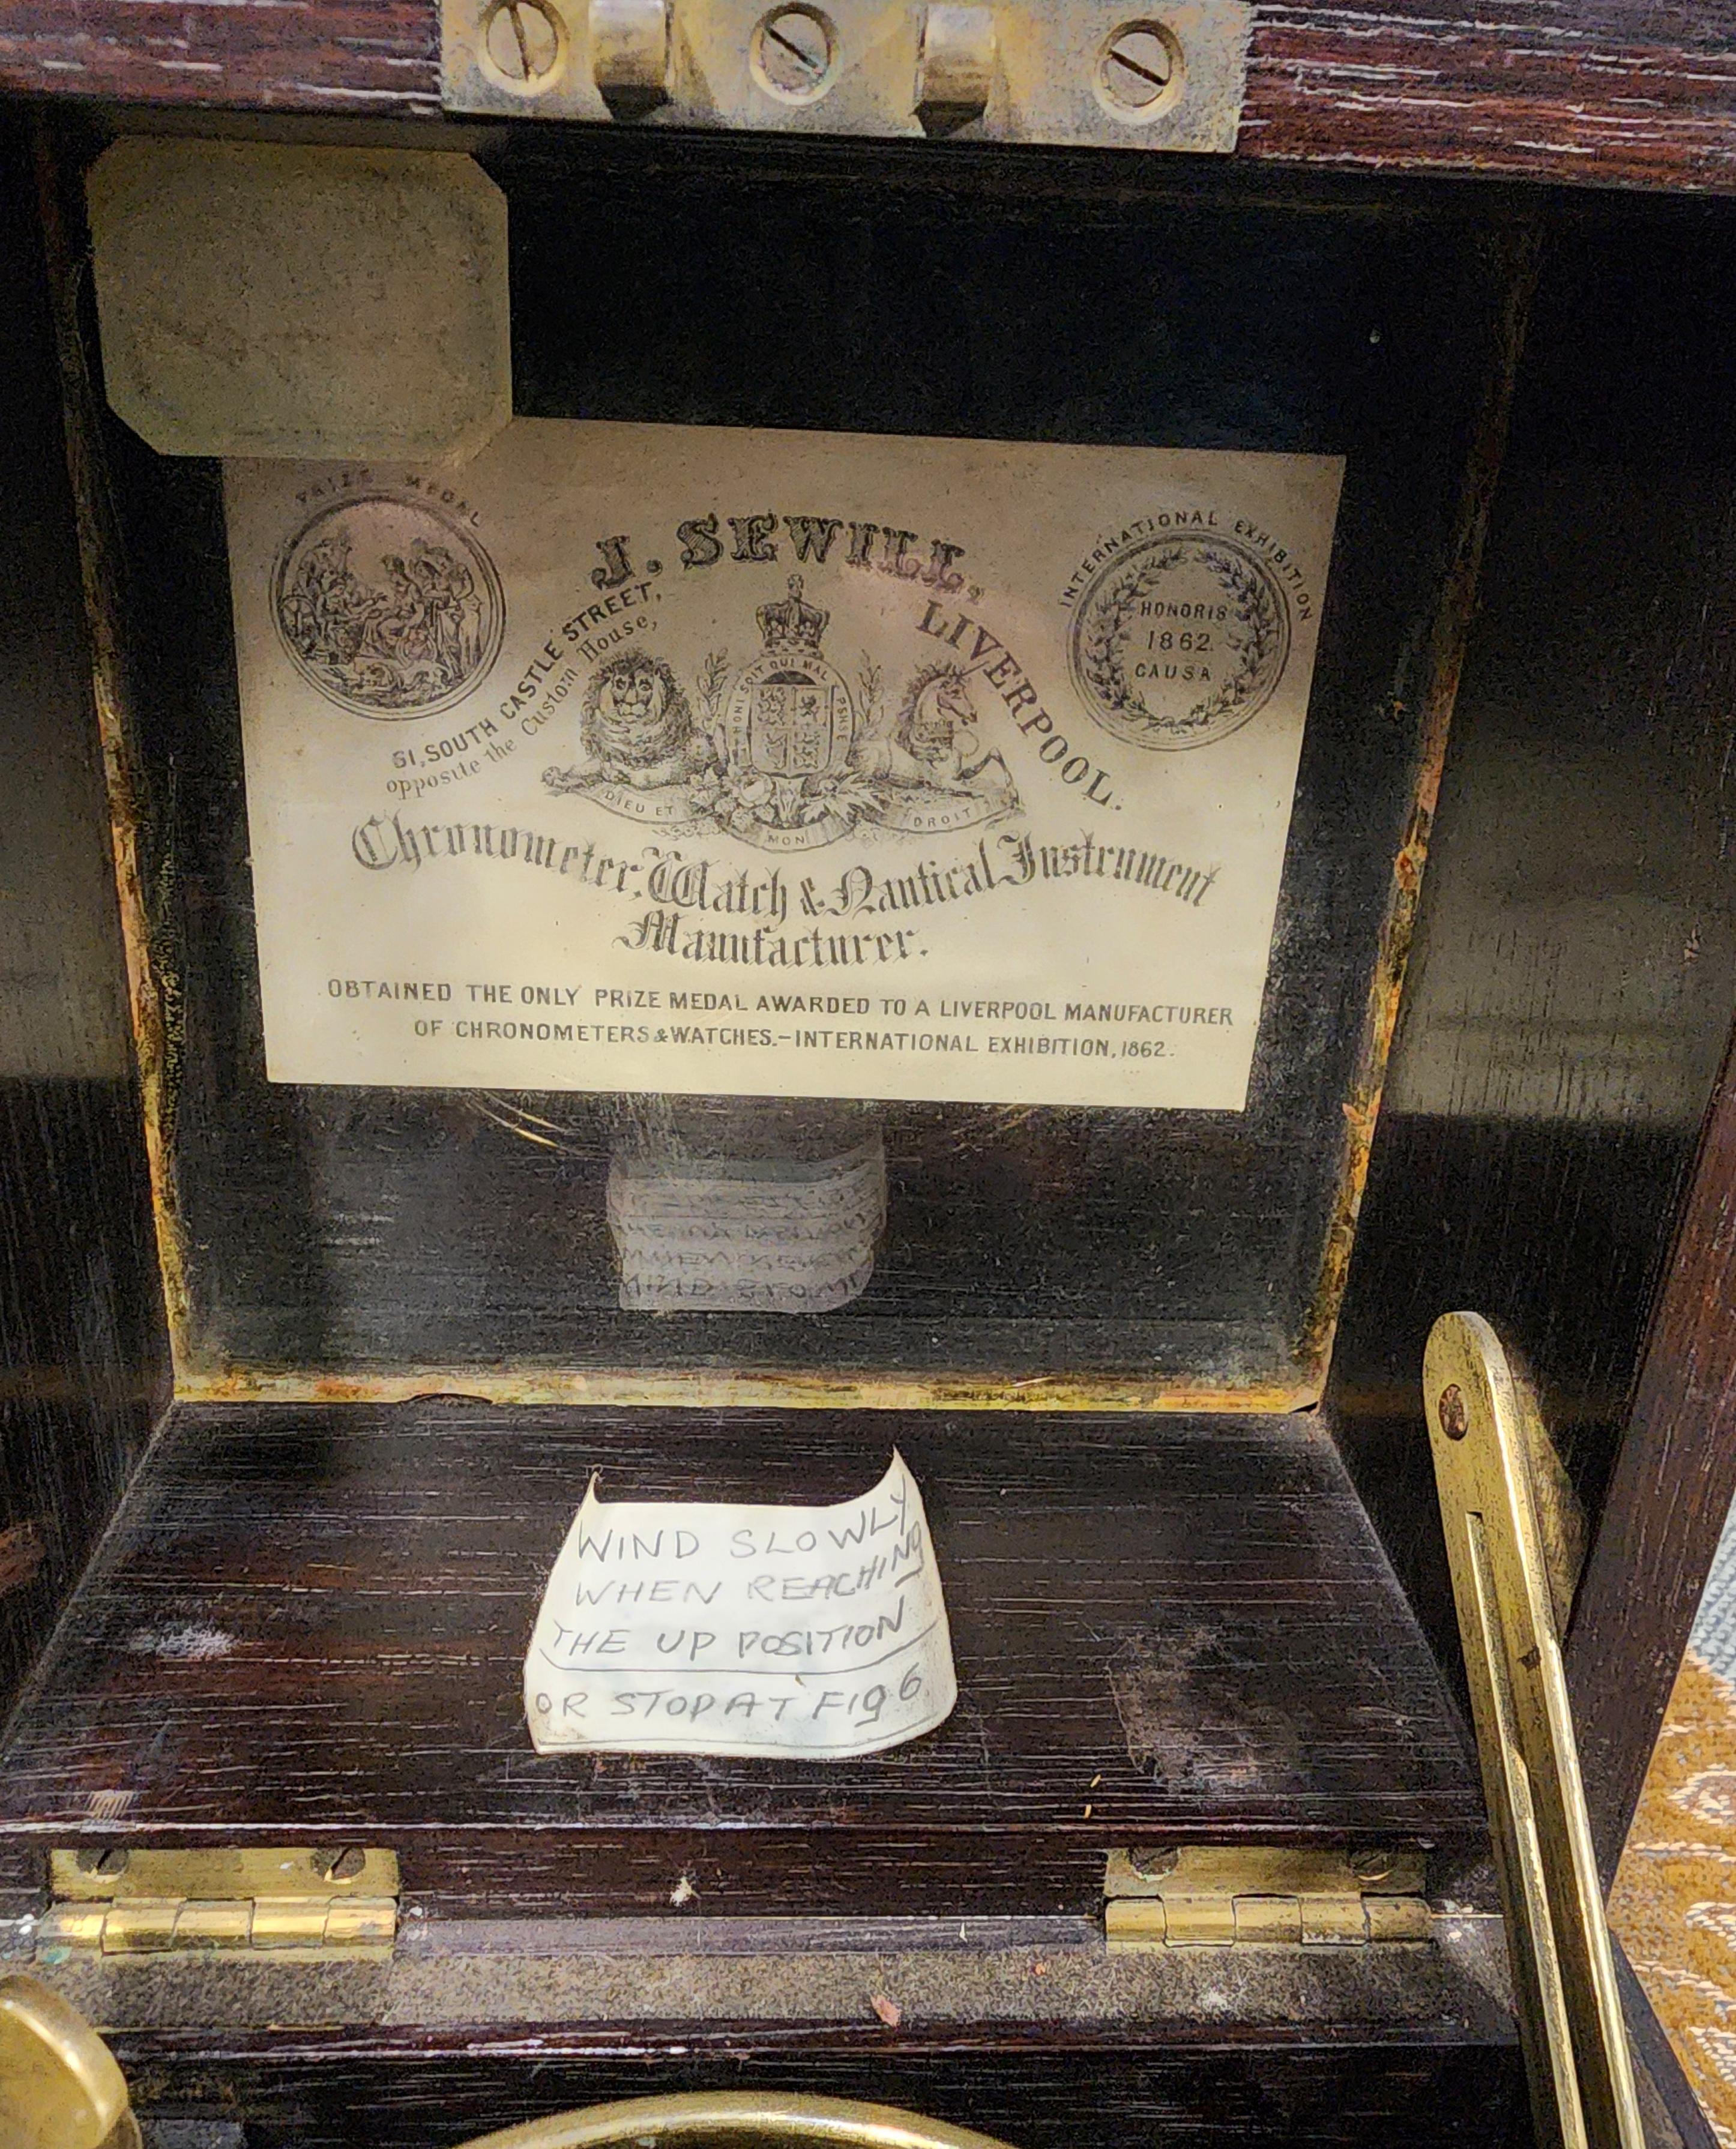 PRIZE MEDAL
J. SEWILL,
LIVERPOOL.
61, SOUTH CASTLE STREET,
opposite the Custom House,
INTERNATIONAL EXHIBITION
HONORIS
1862.
CAUSA
HONI SOIT QUI MAL PENSE
DIEU ET MON DROIT
Chronometer, Watch & Nautical Instrument
Manufacturer.
OBTAINED THE ONLY PRIZE MEDAL AWARDED TO A LIVERPOOL MANUFACTURER
OF CHRONOMETERS & WATCHES.–INTERNATIONAL EXHIBITION, 1862.
WIND SLOWLY
WHEN REACHINg
THE UP POSITION
OR STOP AT FIg 6